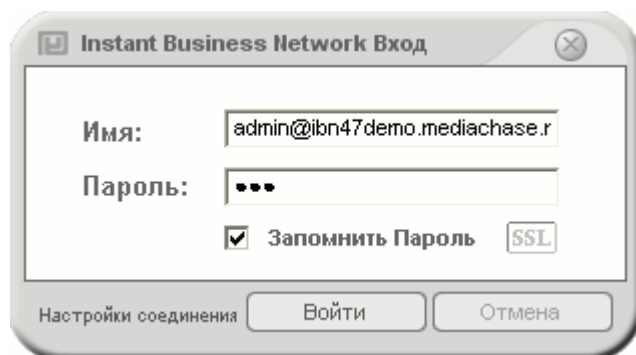 Instant Business Network Вход
Имя: admin@ibn47demo.mediachase.r
Пароль: •••
Запомнить Пароль SSL
Настройки соединения Войти Отмена